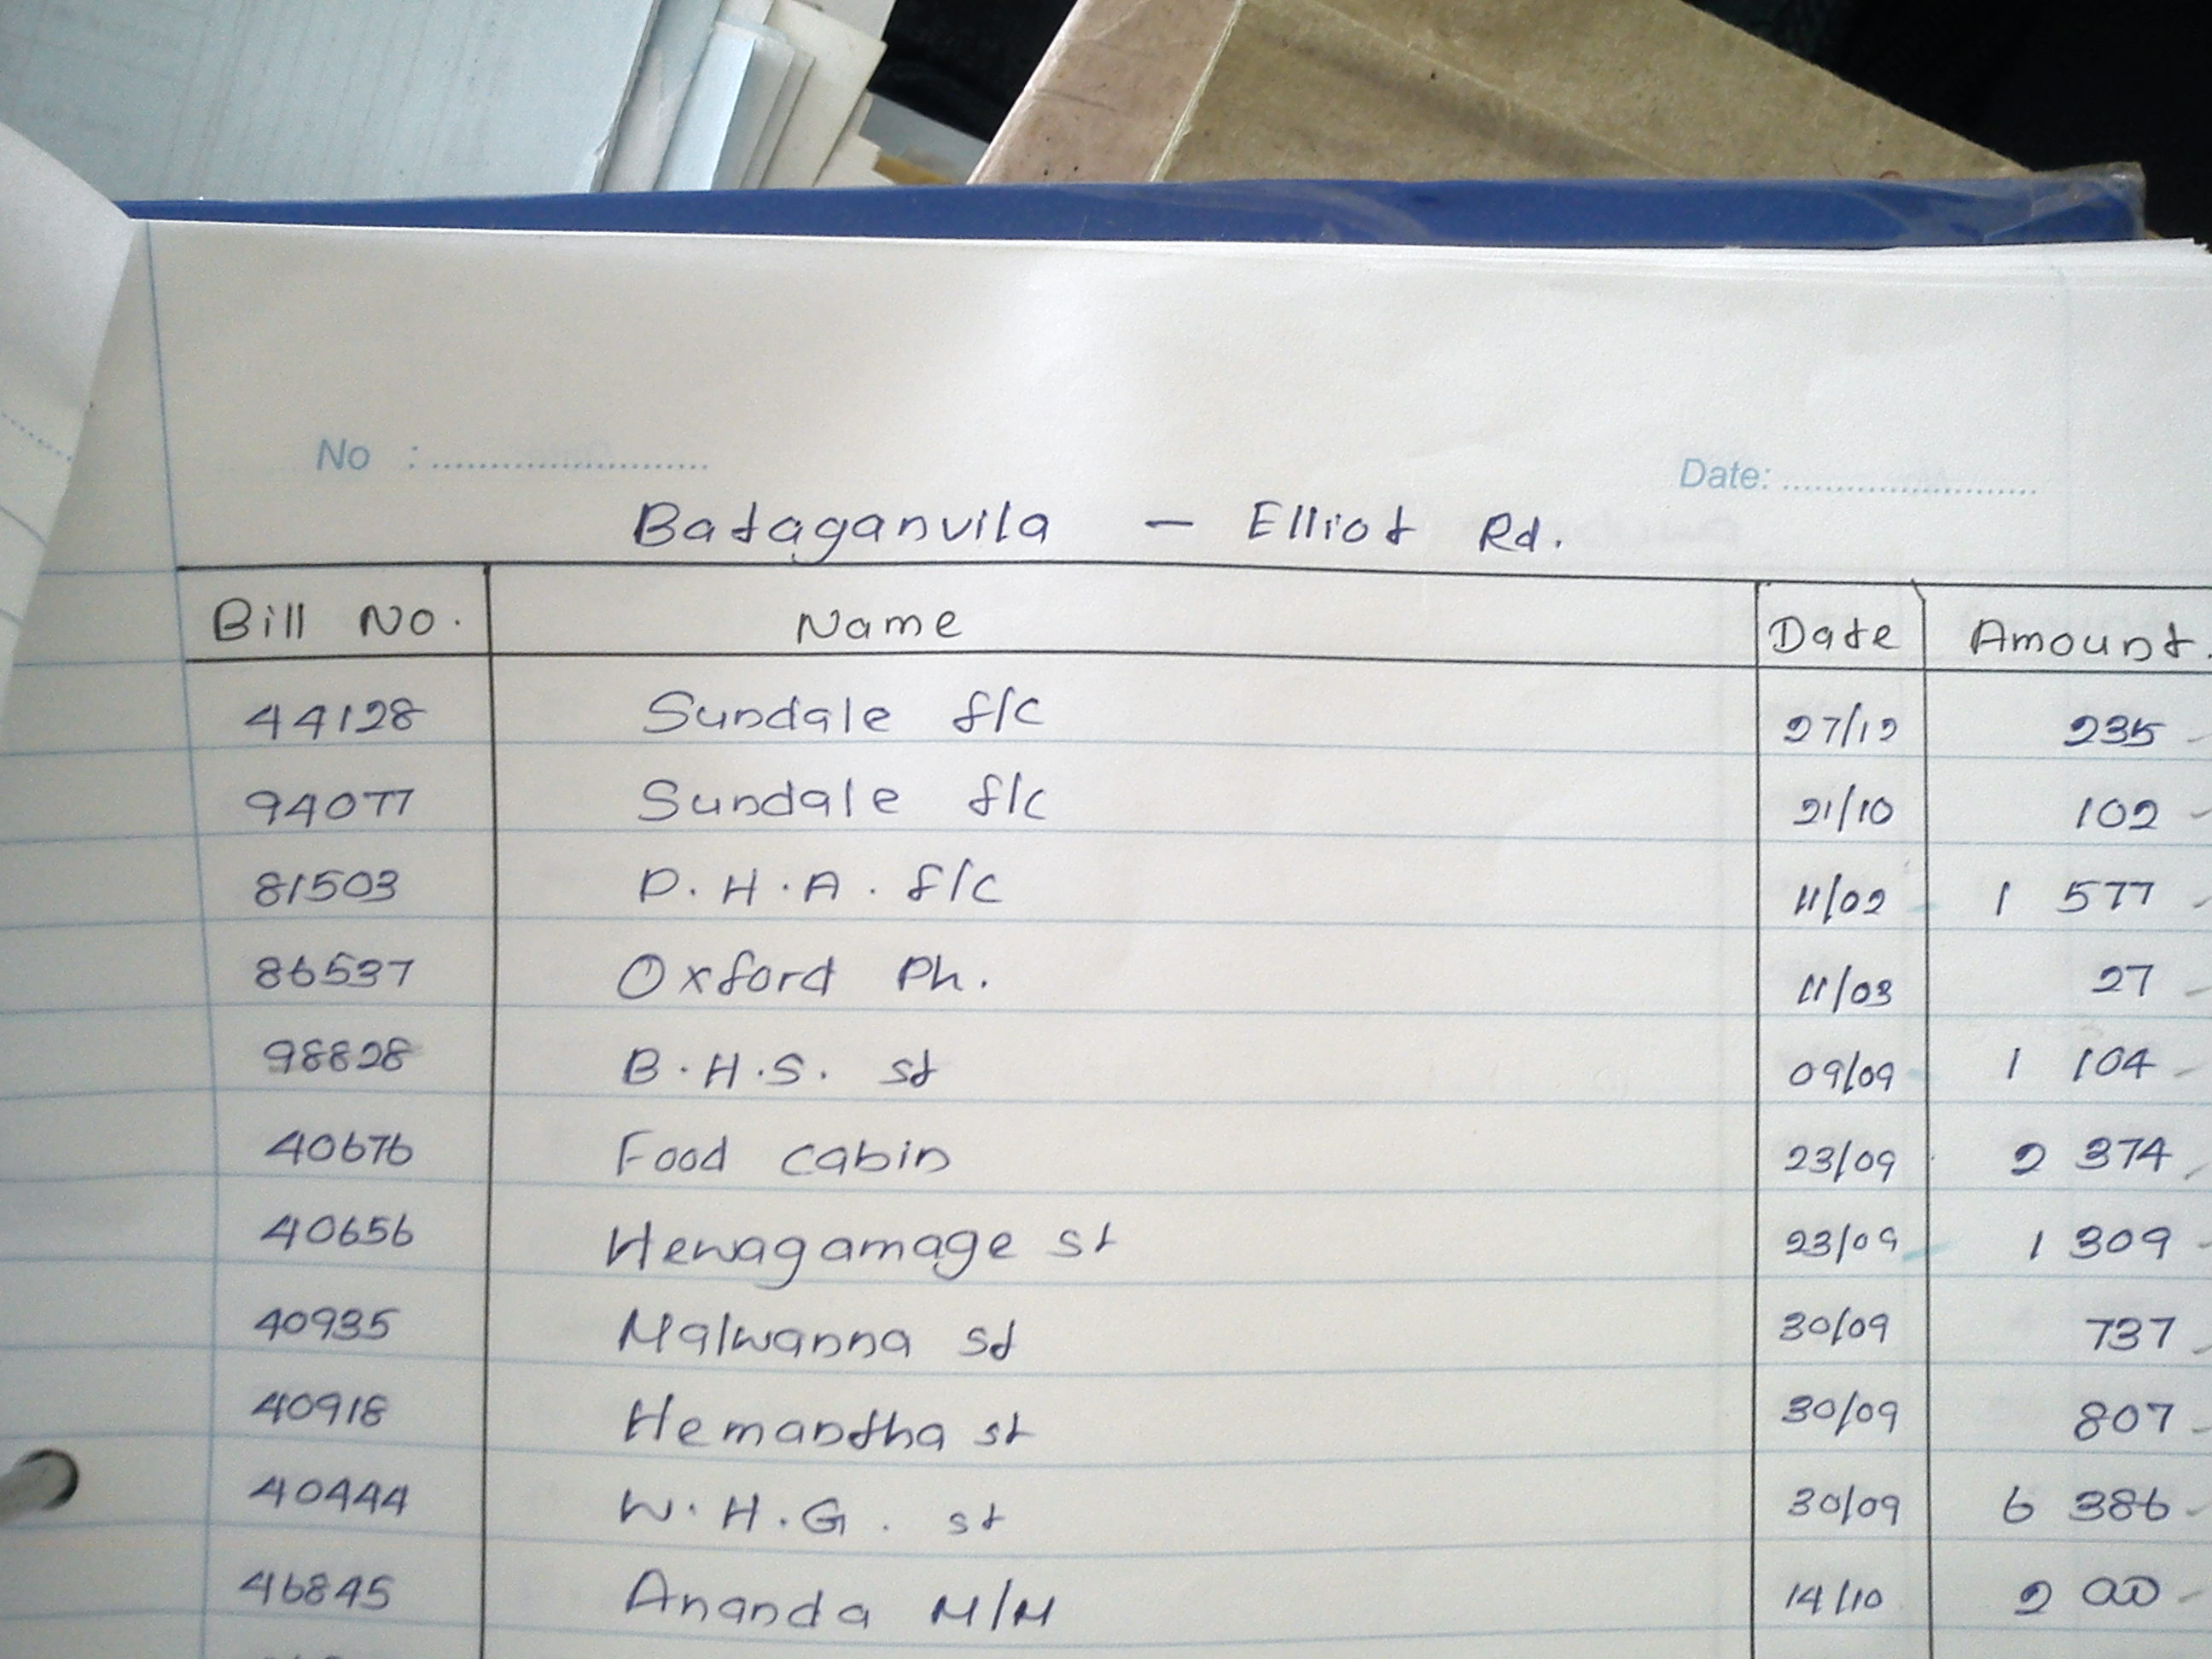 No : ........................ Date: ........................
Bataganvila - Elliot Rd.
Bill No. Name Date Amount.
44128 Sundale f/c 27/12 235 -
94077 Sundale f/c 21/10 102 -
81503 D.H.A. f/c 11/02 1 577 -
86537 Oxford Ph. 11/03 27 -
98828 B.H.S. st 09/09 1 104 -
40676 Food cabin 23/09 2 374 -
40656 Hewagamage st 23/09 1 309 -
40935 Malwanna st 30/09 737 -
40918 Hemantha st 30/09 807 -
40444 W.H.G. st 30/09 6 386 -
46845 Ananda M/M 14/10 2 000 -